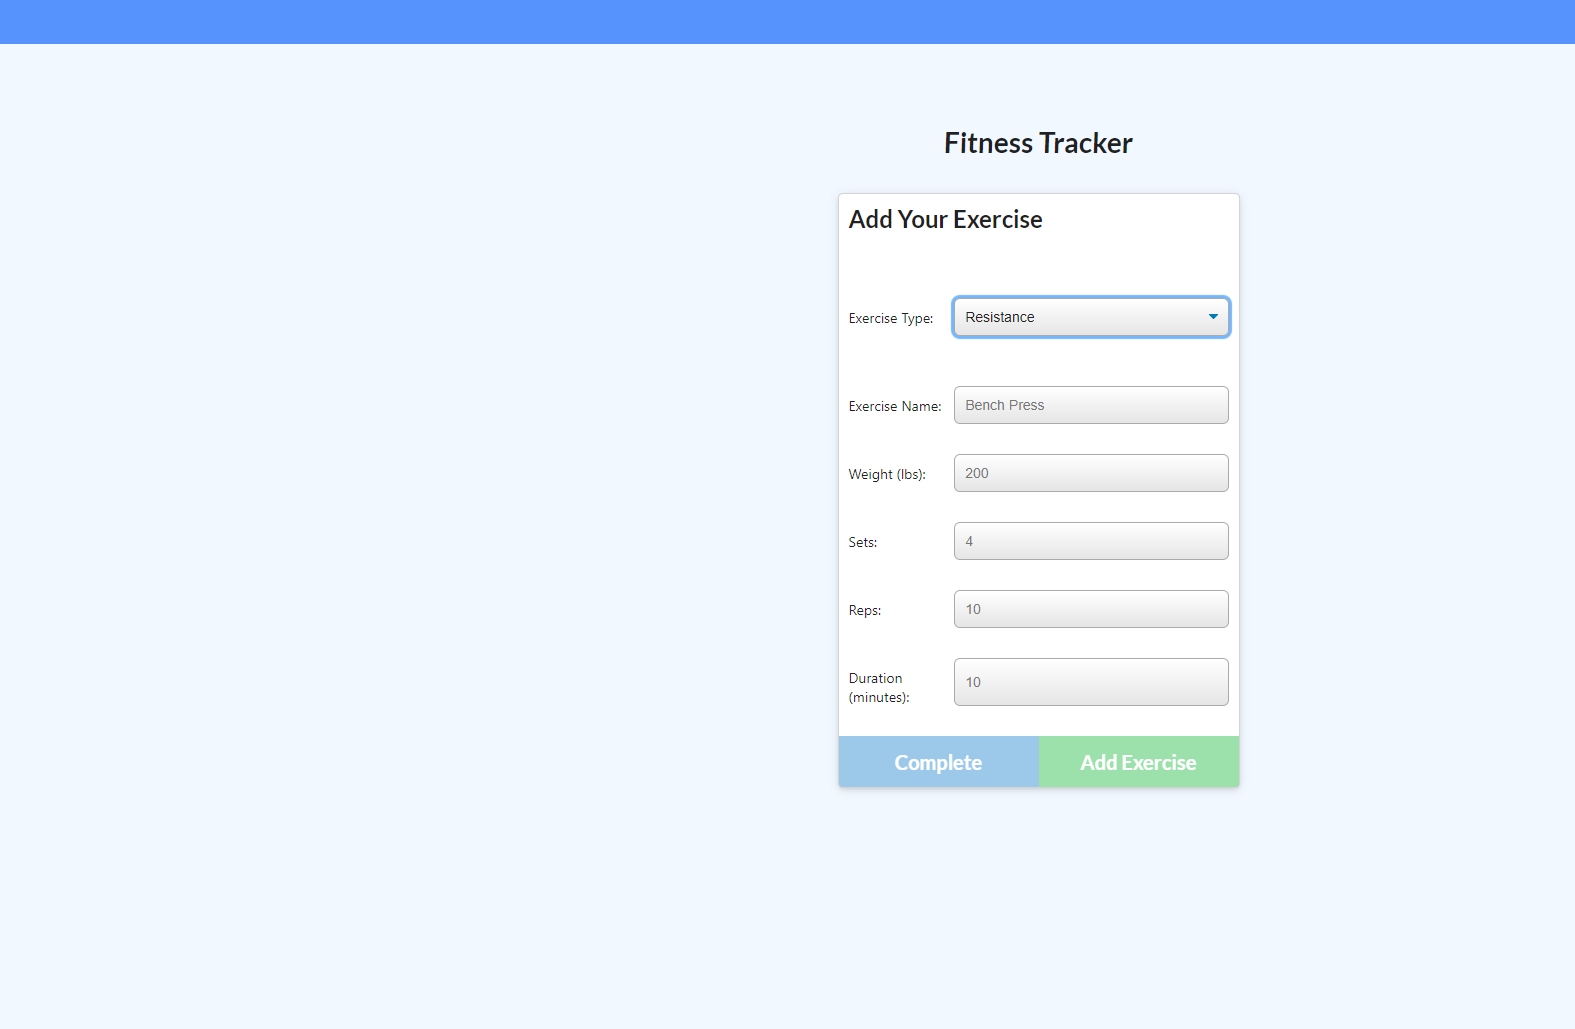 Fitness Tracker
Add Your Exercise
Exercise Type: Resistance
Exercise Name: Bench Press
Weight (lbs): 200
Sets: 4
Reps: 10
Duration
(minutes): 10
Complete Add Exercise